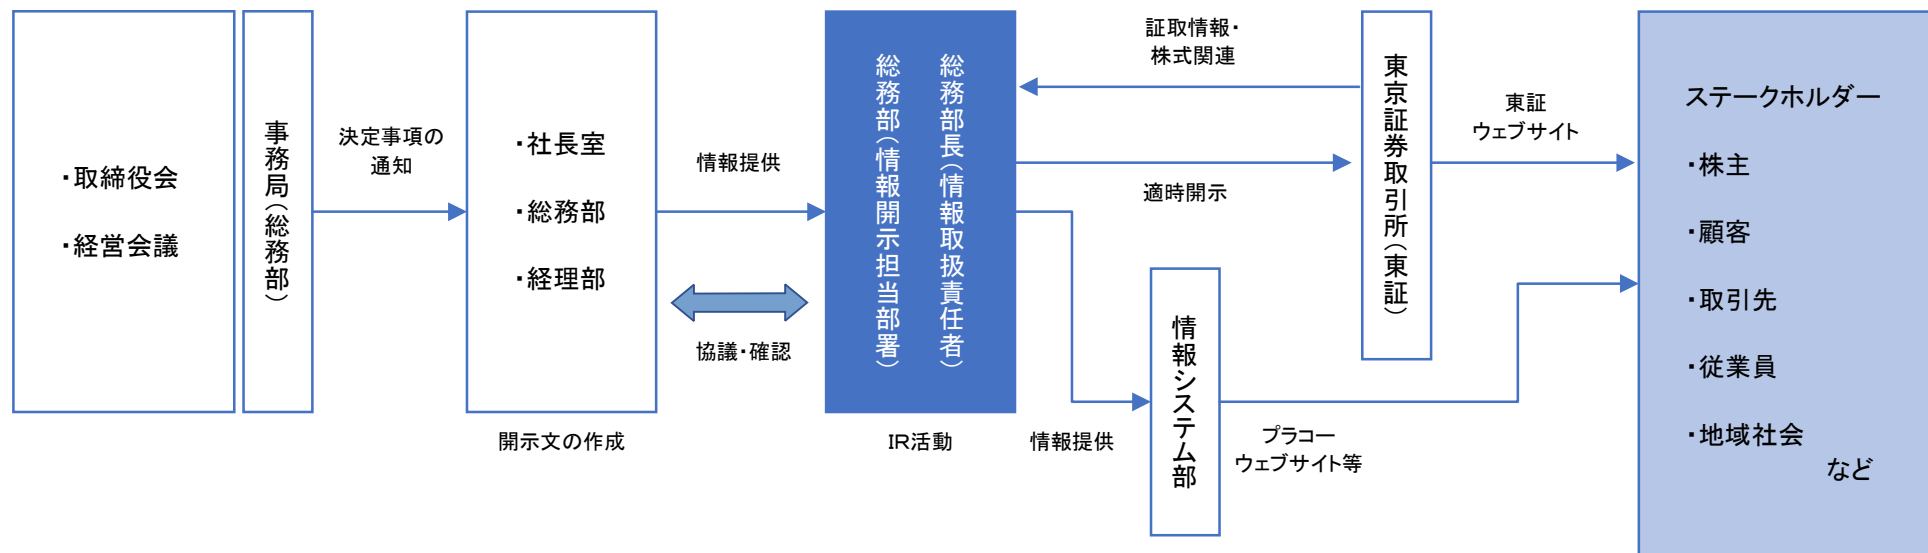 ・取締役会
・経営会議
事務局(総務部)
決定事項の
通知
・社長室
・総務部
・経理部
開示文の作成
情報提供
協議・確認
総務部長(情報取扱責任者)
総務部(情報開示担当部署)
IR活動
証取情報・
株式関連
適時開示
情報提供
情報システム部
東京証券取引所(東証)
東証
ウェブサイト
プラコー
ウェブサイト等
ステークホルダー
・株主
・顧客
・取引先
・従業員
・地域社会
など